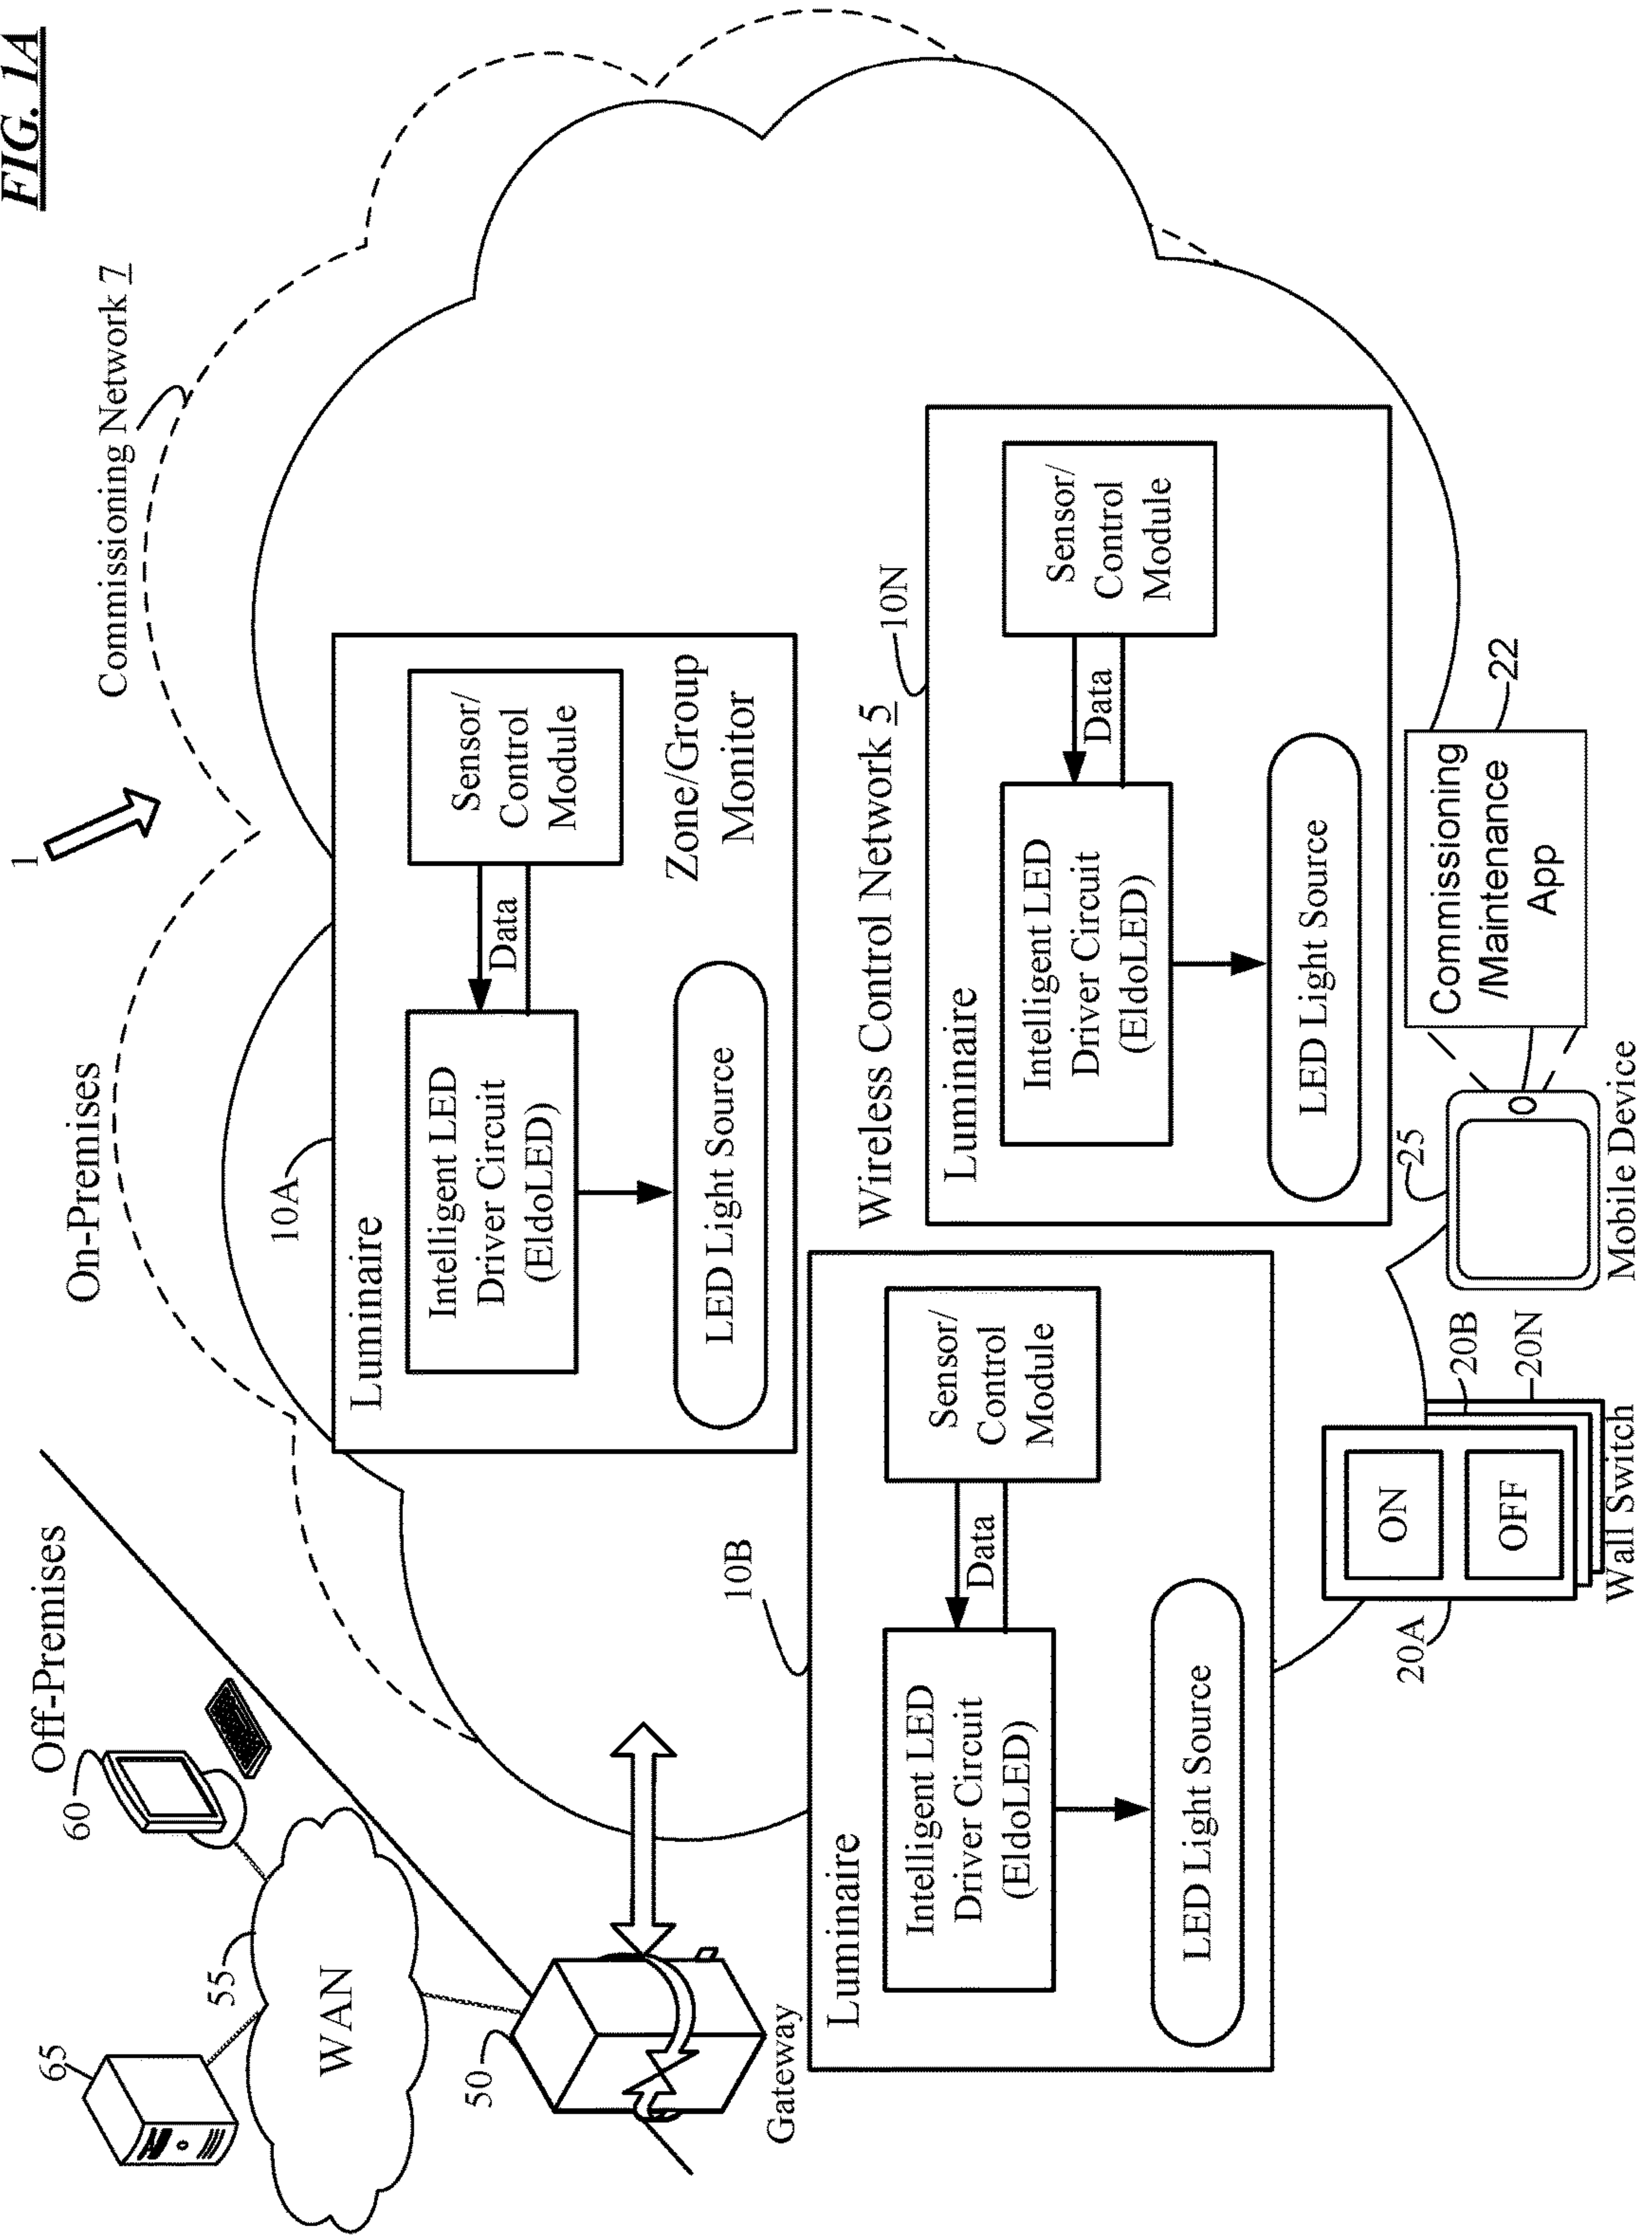 FIG. 1A
1
Off-Premises
On-Premises
Commissioning Network 7
65
60
55
WAN
50
Gateway
10A
Luminaire
Intelligent LED
Driver Circuit
(EldoLED)
Data
Sensor/
Control
Module
LED Light Source
Zone/Group
Monitor
10B
Luminaire
Intelligent LED
Driver Circuit
(EldoLED)
Data
Sensor/
Control
Module
LED Light Source
Wireless Control Network 5
10N
Luminaire
Intelligent LED
Driver Circuit
(EldoLED)
Data
Sensor/
Control
Module
LED Light Source
20A
ON
OFF
20B
20N
Wall Switch
25
Mobile Device
22
Commissioning
/Maintenance
App